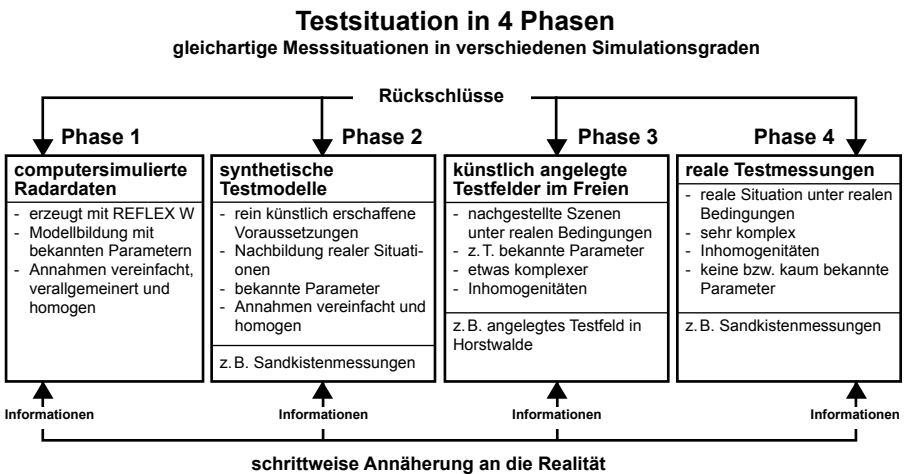 Testsituation in 4 Phasen
gleichartige Messsituationen in verschiedenen Simulationsgraden
Rückschlüsse
Phase 1
computersimulierte
Radardaten
- erzeugt mit REFLEX W
- Modellbildung mit
bekannten Parametern
- Annahmen vereinfacht,
verallgemeinert und
homogen
Phase 2
synthetische
Testmodelle
- rein künstlich erschaffene
Voraussetzungen
- Nachbildung realer Situati-
onen
- bekannte Parameter
- Annahmen vereinfacht und
homogen
z.B. Sandkistenmessungen
Phase 3
künstlich angelegte
Testfelder im Freien
- nachgestellte Szenen
unter realen Bedingungen
- z.T. bekannte Parameter
- etwas komplexer
- Inhomogenitäten
z.B. angelegtes Testfeld in
Horstwalde
Phase 4
reale Testmessungen
- reale Situation unter realen
Bedingungen
- sehr komplex
- Inhomogenitäten
- keine bzw. kaum bekannte
Parameter
z.B. Sandkistenmessungen
Informationen
Informationen
Informationen
Informationen
schrittweise Annäherung an die Realität